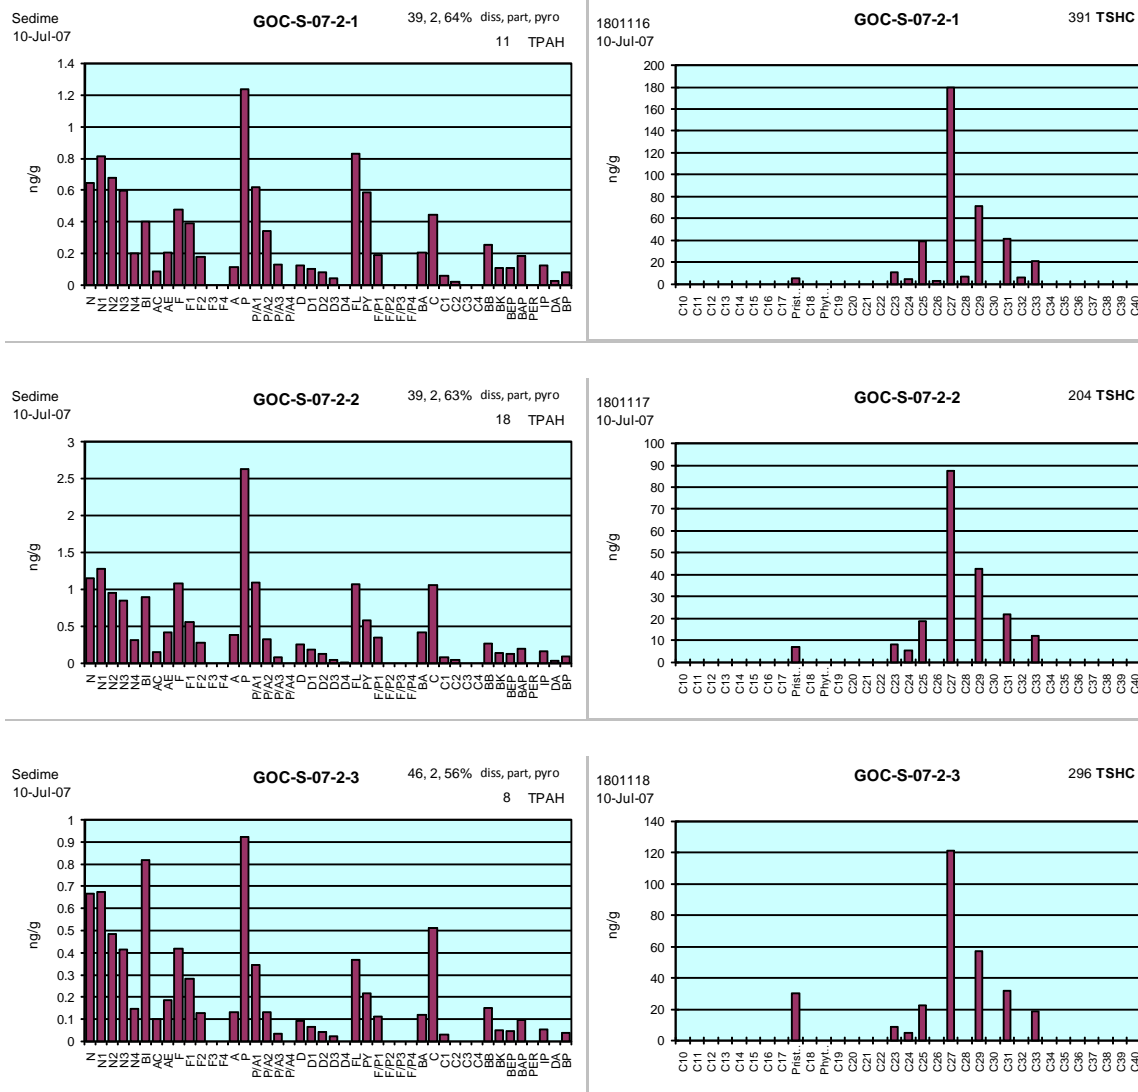 Sedime GOC-S-07-2-1 39, 2, 64% diss, part, pyro
10-Jul-07 11 TPAH
1.4
1.2
1
0.8
0.6
0.4
0.2
0
ng/g
N N1 N2 N3 N4 BI AC AE F F1 F2 F3 F4 A P P/A1 P/A2 P/A3 P/A4 D D1 D2 D3 D4 FL PY F/P1 F/P2 F/P3 F/P4 BA C C1 C2 C3 C4 BB BK BEP BAP PER IP DA BP
1801116 GOC-S-07-2-1 391 TSHC
10-Jul-07
200
180
160
140
120
100
80
60
40
20
0
ng/g
C10 C11 C12 C13 C14 C15 C16 C17 Prist.. C18 Phyt.. C19 C20 C21 C22 C23 C24 C25 C26 C27 C28 C29 C30 C31 C32 C33 C34 C35 C36 C37 C38 C39 C40
Sedime GOC-S-07-2-2 39, 2, 63% diss, part, pyro
10-Jul-07 18 TPAH
3
2.5
2
1.5
1
0.5
0
ng/g
N N1 N2 N3 N4 BI AC AE F F1 F2 F3 F4 A P P/A1 P/A2 P/A3 P/A4 D D1 D2 D3 D4 FL PY F/P1 F/P2 F/P3 F/P4 BA C C1 C2 C3 C4 BB BK BEP BAP PER IP DA BP
1801117 GOC-S-07-2-2 204 TSHC
10-Jul-07
100
90
80
70
60
50
40
30
20
10
0
ng/g
C10 C11 C12 C13 C14 C15 C16 C17 Prist.. C18 Phyt.. C19 C20 C21 C22 C23 C24 C25 C26 C27 C28 C29 C30 C31 C32 C33 C34 C35 C36 C37 C38 C39 C40
Sedime GOC-S-07-2-3 46, 2, 56% diss, part, pyro
10-Jul-07 8 TPAH
1
0.9
0.8
0.7
0.6
0.5
0.4
0.3
0.2
0.1
0
ng/g
N N1 N2 N3 N4 BI AC AE F F1 F2 F3 F4 A P P/A1 P/A2 P/A3 P/A4 D D1 D2 D3 D4 FL PY F/P1 F/P2 F/P3 F/P4 BA C C1 C2 C3 C4 BB BK BEP BAP PER IP DA BP
1801118 GOC-S-07-2-3 296 TSHC
10-Jul-07
140
120
100
80
60
40
20
0
ng/g
C10 C11 C12 C13 C14 C15 C16 C17 Prist.. C18 Phyt.. C19 C20 C21 C22 C23 C24 C25 C26 C27 C28 C29 C30 C31 C32 C33 C34 C35 C36 C37 C38 C39 C40